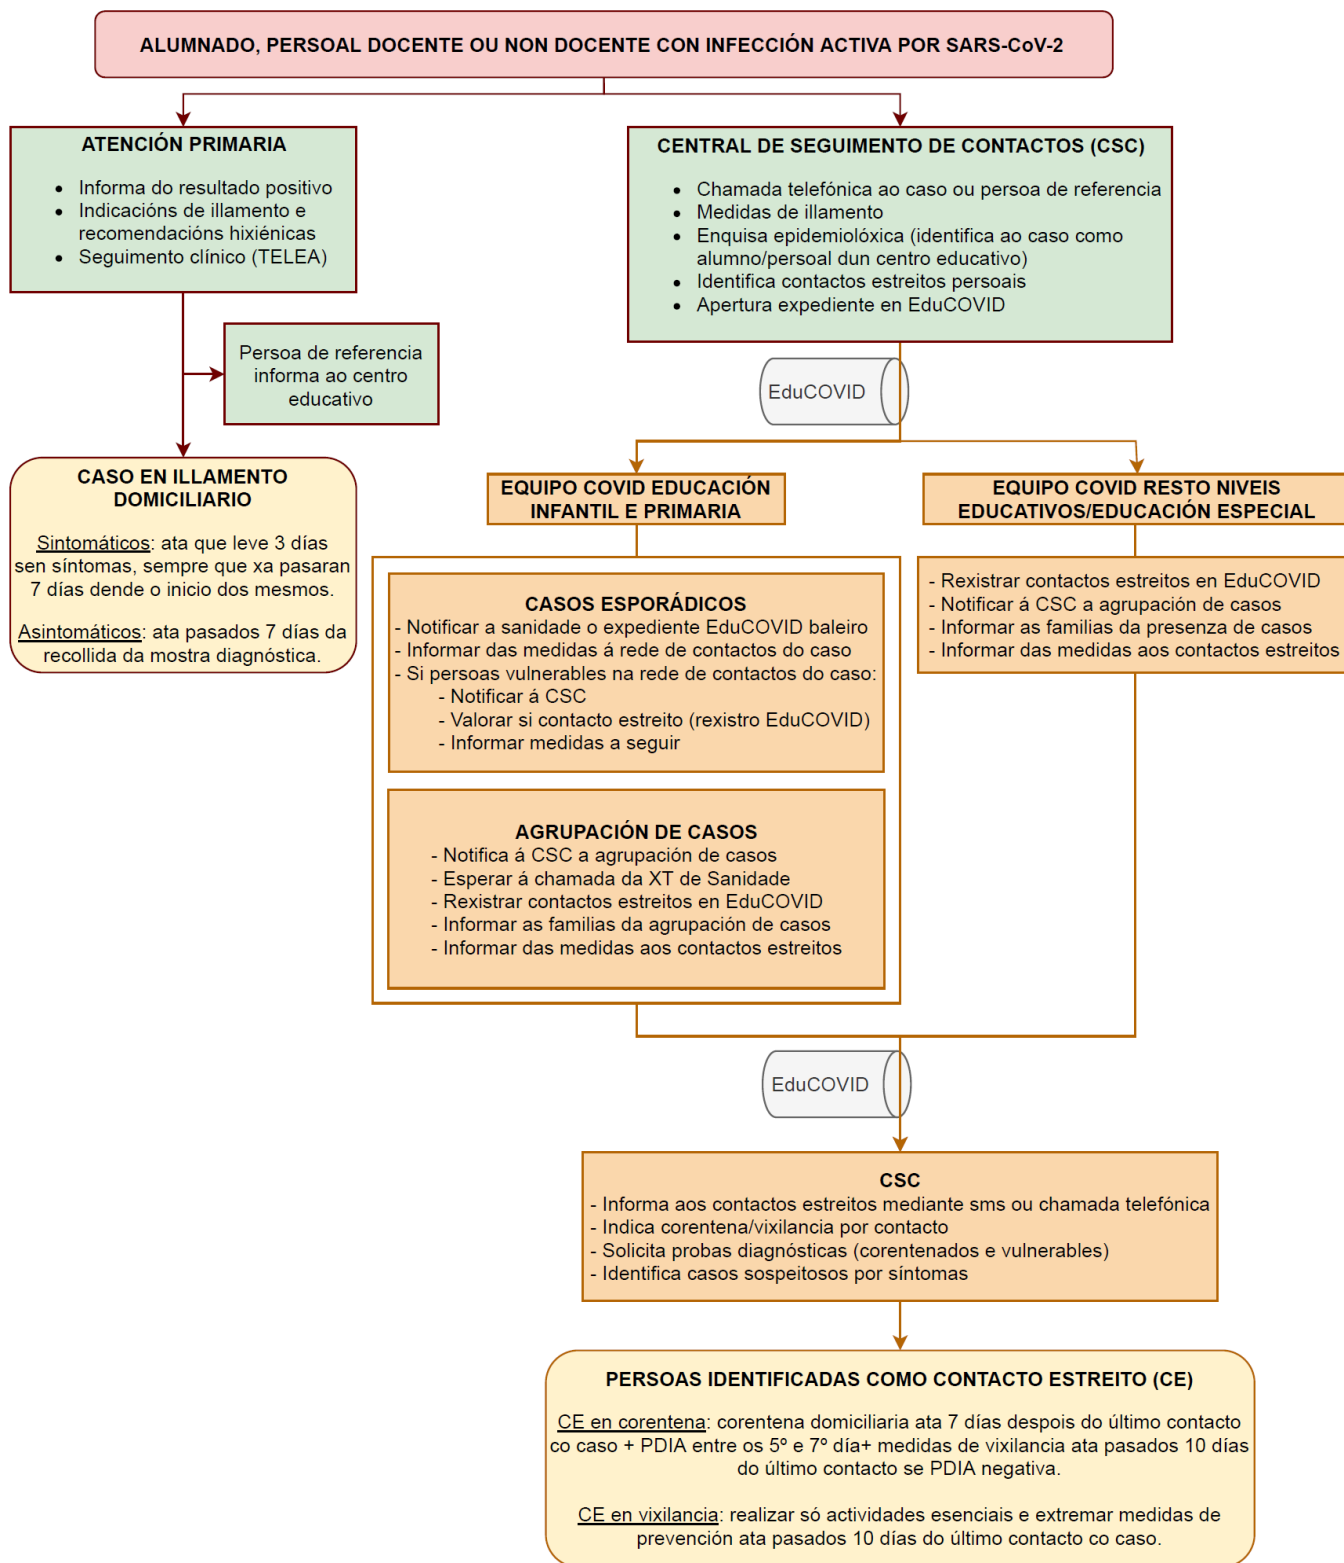 ALUMNADO, PERSOAL DOCENTE OU NON DOCENTE CON INFECCIÓN ACTIVA POR SARS-CoV-2
ATENCIÓN PRIMARIA
• Informa do resultado positivo
• Indicacións de illamento e
recomendacións hixiénicas
• Seguimento clínico (TELEA)
CENTRAL DE SEGUIMENTO DE CONTACTOS (CSC)
• Chamada telefónica ao caso ou persoa de referencia
• Medidas de illamento
• Enquisa epidemiolóxica (identifica ao caso como
alumno/persoal dun centro educativo)
• Identifica contactos estreitos persoais
• Apertura expediente en EduCOVID
Persoa de referencia
informa ao centro
educativo
EduCOVID
CASO EN ILLAMENTO
DOMICILIARIO
Sintomáticos: ata que leve 3 días
sen síntomas, sempre que xa pasaran
7 días dende o inicio dos mesmos.
Asintomáticos: ata pasados 7 días da
recollida da mostra diagnóstica.
EQUIPO COVID EDUCACIÓN
INFANTIL E PRIMARIA
EQUIPO COVID RESTO NIVEIS
EDUCATIVOS/EDUCACIÓN ESPECIAL
CASOS ESPORÁDICOS
- Notificar a sanidade o expediente EduCOVID baleiro
- Informar das medidas á rede de contactos do caso
- Si persoas vulnerables na rede de contactos do caso:
- Notificar á CSC
- Valorar si contacto estreito (rexistro EduCOVID)
- Informar medidas a seguir
- Rexistrar contactos estreitos en EduCOVID
- Notificar á CSC a agrupación de casos
- Informar as familias da presenza de casos
- Informar das medidas aos contactos estreitos
AGRUPACIÓN DE CASOS
- Notifica á CSC a agrupación de casos
- Esperar á chamada da XT de Sanidade
- Rexistrar contactos estreitos en EduCOVID
- Informar as familias da agrupación de casos
- Informar das medidas aos contactos estreitos
EduCOVID
CSC
- Informa aos contactos estreitos mediante sms ou chamada telefónica
- Indica corentena/vixilancia por contacto
- Solicita probas diagnósticas (corentenados e vulnerables)
- Identifica casos sospeitosos por síntomas
PERSOAS IDENTIFICADAS COMO CONTACTO ESTREITO (CE)
CE en corentena: corentena domiciliaria ata 7 días despois do último contacto
co caso + PDIA entre os 5º e 7º día+ medidas de vixilancia ata pasados 10 días
do último contacto se PDIA negativa.
CE en vixilancia: realizar só actividades esenciais e extremar medidas de
prevención ata pasados 10 días do último contacto co caso.